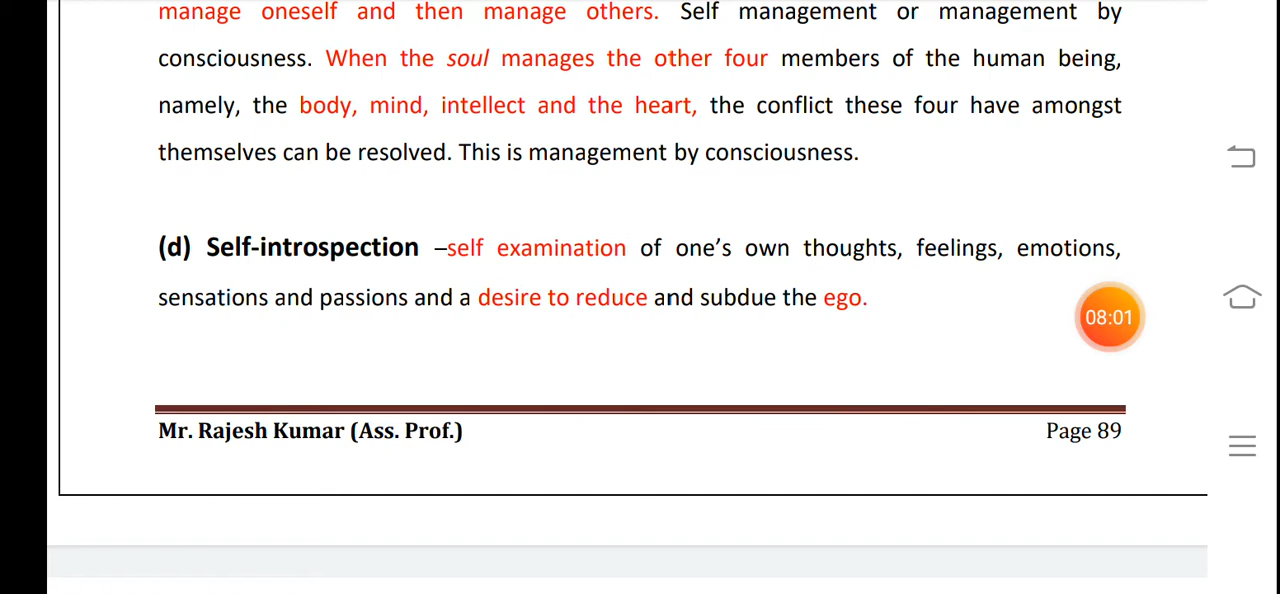 manage oneself and then manage others. Self management or management by
consciousness. When the soul manages the other four members of the human being,
namely, the body, mind, intellect and the heart, the conflict these four have amongst
themselves can be resolved. This is management by consciousness.
(d) Self-introspection –self examination of one’s own thoughts, feelings, emotions,
sensations and passions and a desire to reduce and subdue the ego.
08:01
Mr. Rajesh Kumar (Ass. Prof.) Page 89